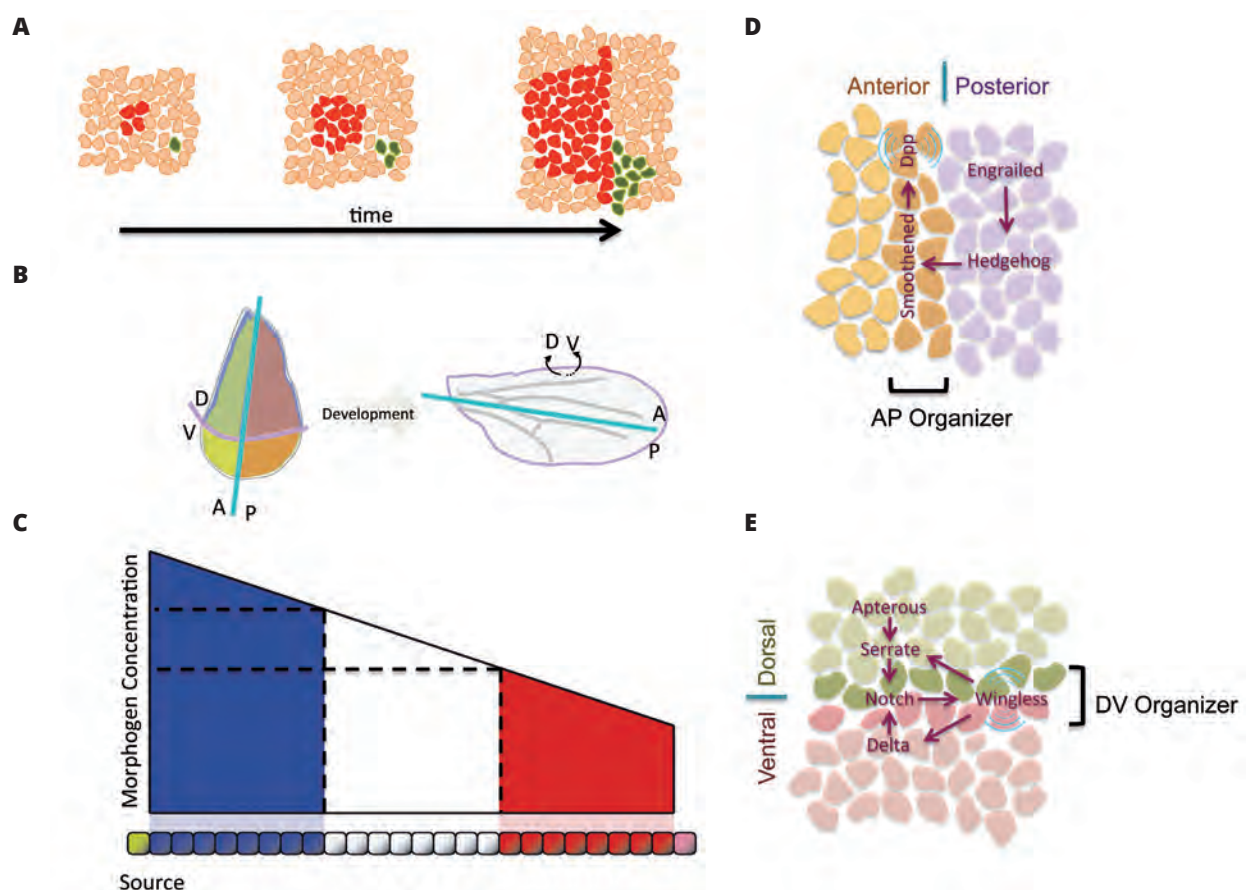 A
time
B
D
V
A
P
Development
D V
A
P
C
Morphogen Concentration
Source
D
Anterior
Posterior
Dpp
Smoothened
Engrailed
Hedgehog
AP Organizer
E
Dorsal
Ventral
Apterous
Serrate
Notch
Wingless
Delta
DV Organizer